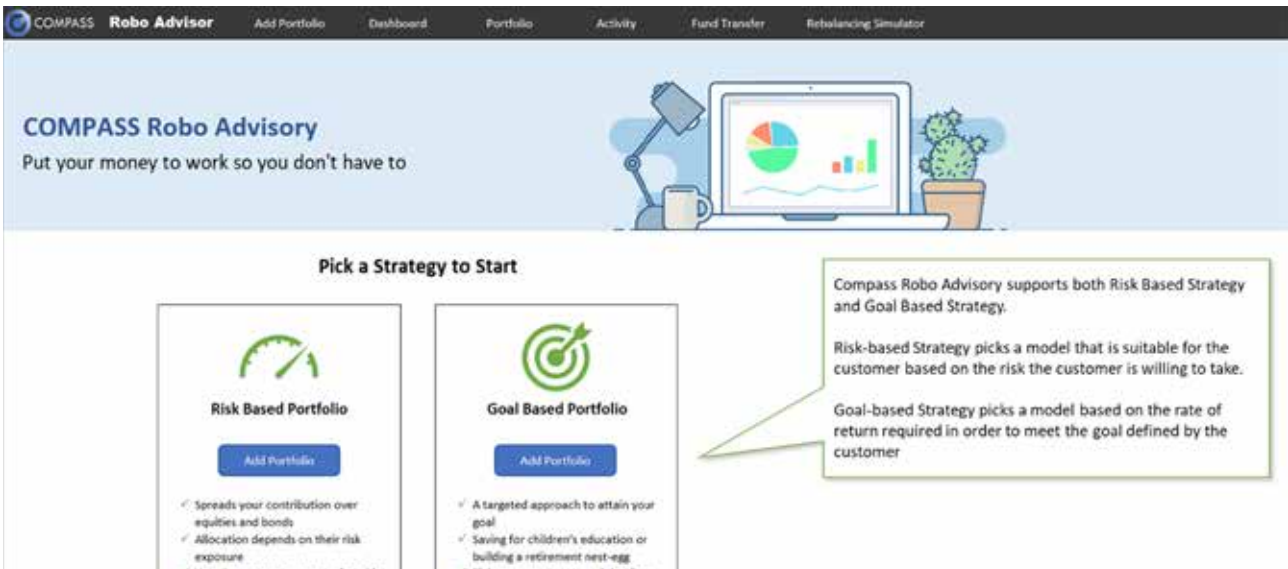 COMPASS Robo Advisor Add Portfolio Dashboard Portfolio Activity Fund Transfer Rebalancing Simulator
COMPASS Robo Advisory
Put your money to work so you don't have to
Pick a Strategy to Start
Risk Based Portfolio
Add Portfolio
✓ Spreads your contribution over
equities and bonds
✓ Allocation depends on their risk
exposure
Goal Based Portfolio
Add Portfolio
✓ A targeted approach to attain your
goal
✓ Saving for children's education or
building a retirement nest-egg
Compass Robo Advisory supports both Risk Based Strategy
and Goal Based Strategy.
Risk-based Strategy picks a model that is suitable for the
customer based on the risk the customer is willing to take.
Goal-based Strategy picks a model based on the rate of
return required in order to meet the goal defined by the
customer